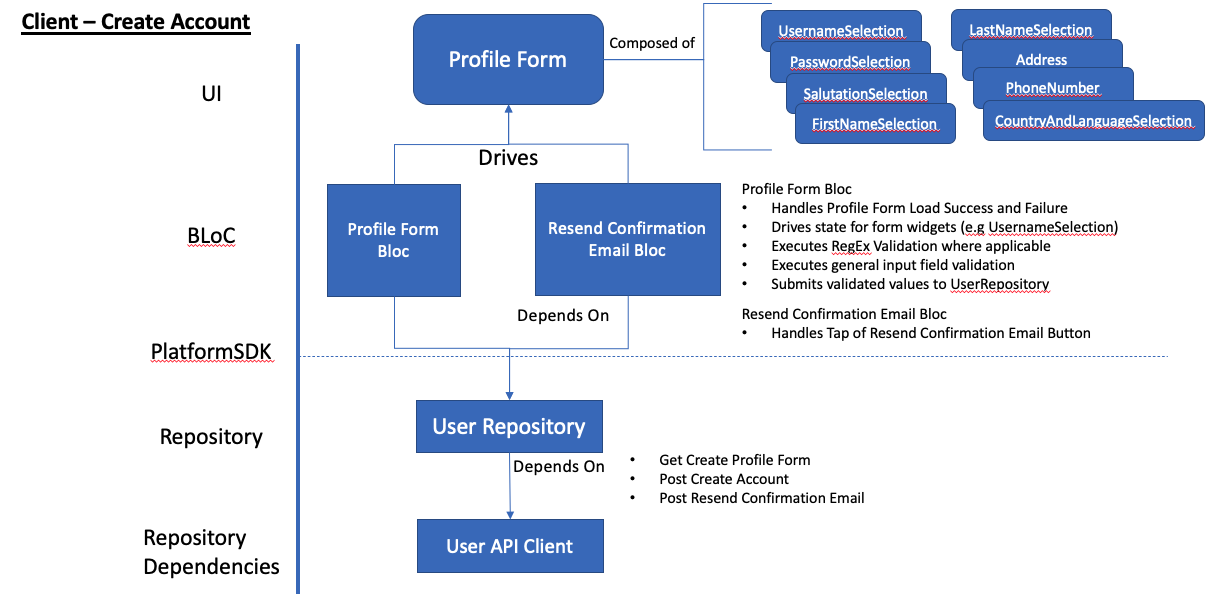 Client – Create Account
UI
Profile Form
Composed of
UsernameSelection
PasswordSelection
SalutationSelection
FirstNameSelection
LastNameSelection
Address
PhoneNumber
CountryAndLanguageSelection
Drives
BLoC
Profile Form
Bloc
Resend Confirmation
Email Bloc
Profile Form Bloc
• Handles Profile Form Load Success and Failure
• Drives state for form widgets (e.g UsernameSelection)
• Executes RegEx Validation where applicable
• Executes general input field validation
• Submits validated values to UserRepository
Resend Confirmation Email Bloc
• Handles Tap of Resend Confirmation Email Button
Depends On
PlatformSDK
Repository
User Repository
Depends On
• Get Create Profile Form
• Post Create Account
• Post Resend Confirmation Email
Repository
Dependencies
User API Client